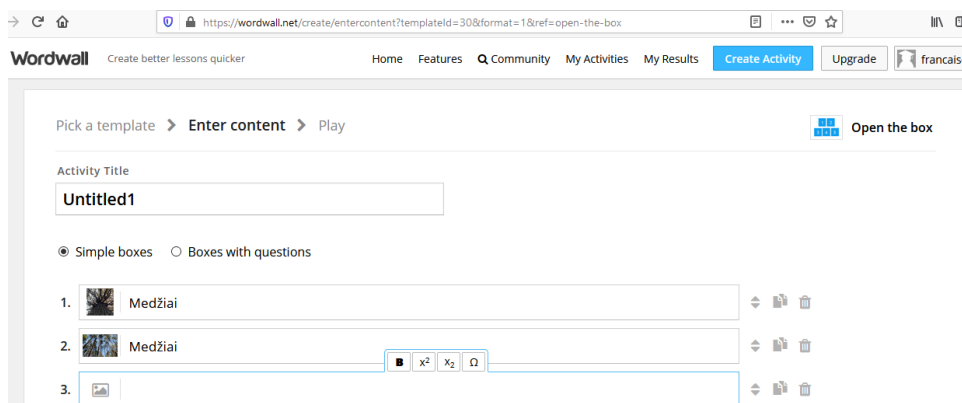 https://wordwall.net/create/entercontent?templateId=30&format=1&ref=open-the-box
Wordwall Create better lessons quicker Home Features Community My Activities My Results Create Activity Upgrade francais
Pick a template > Enter content > Play Open the box
Activity Title
Untitled1
Simple boxes Boxes with questions
1. Medžiai
2. Medžiai
B x² x₂ Ω
3.